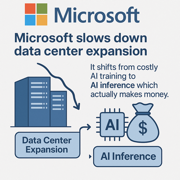 Microsoft
Microsoft slows down
data center expansion
It shifts from costly
AI training to
AI inference which
actually makes money.
AI
$
Data Center
Expansion
AI Inference